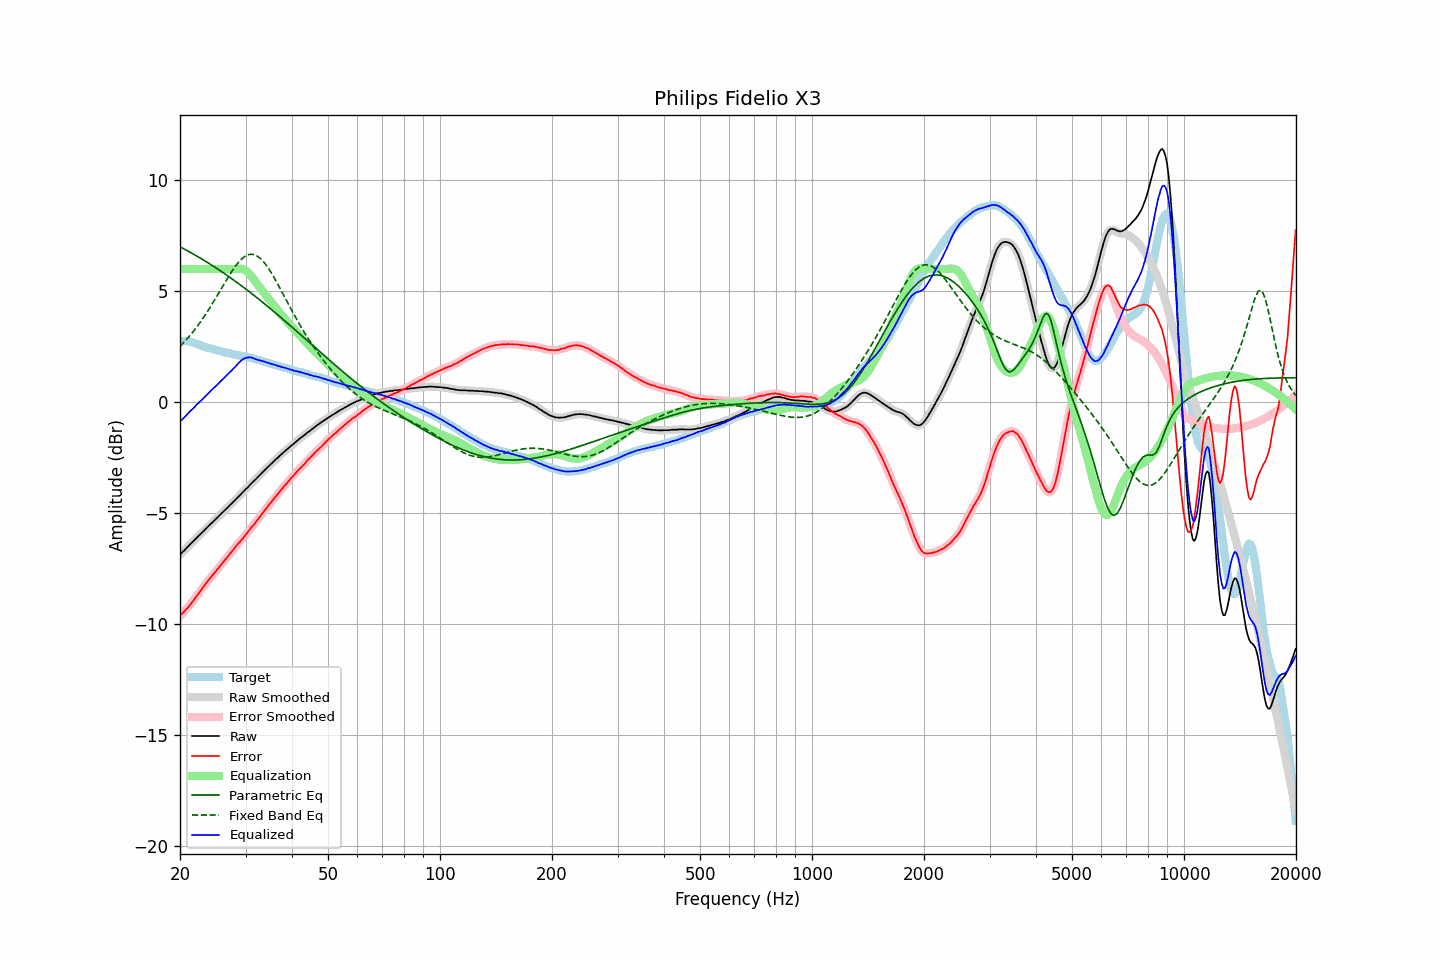 Philips Fidelio X3
Amplitude (dBr)
10
5
0
−5
−10
−15
−20
Target
Raw Smoothed
Error Smoothed
Raw
Error
Equalization
Parametric Eq
Fixed Band Eq
Equalized
20 50 100 200 500 1000 2000 5000 10000 20000
Frequency (Hz)